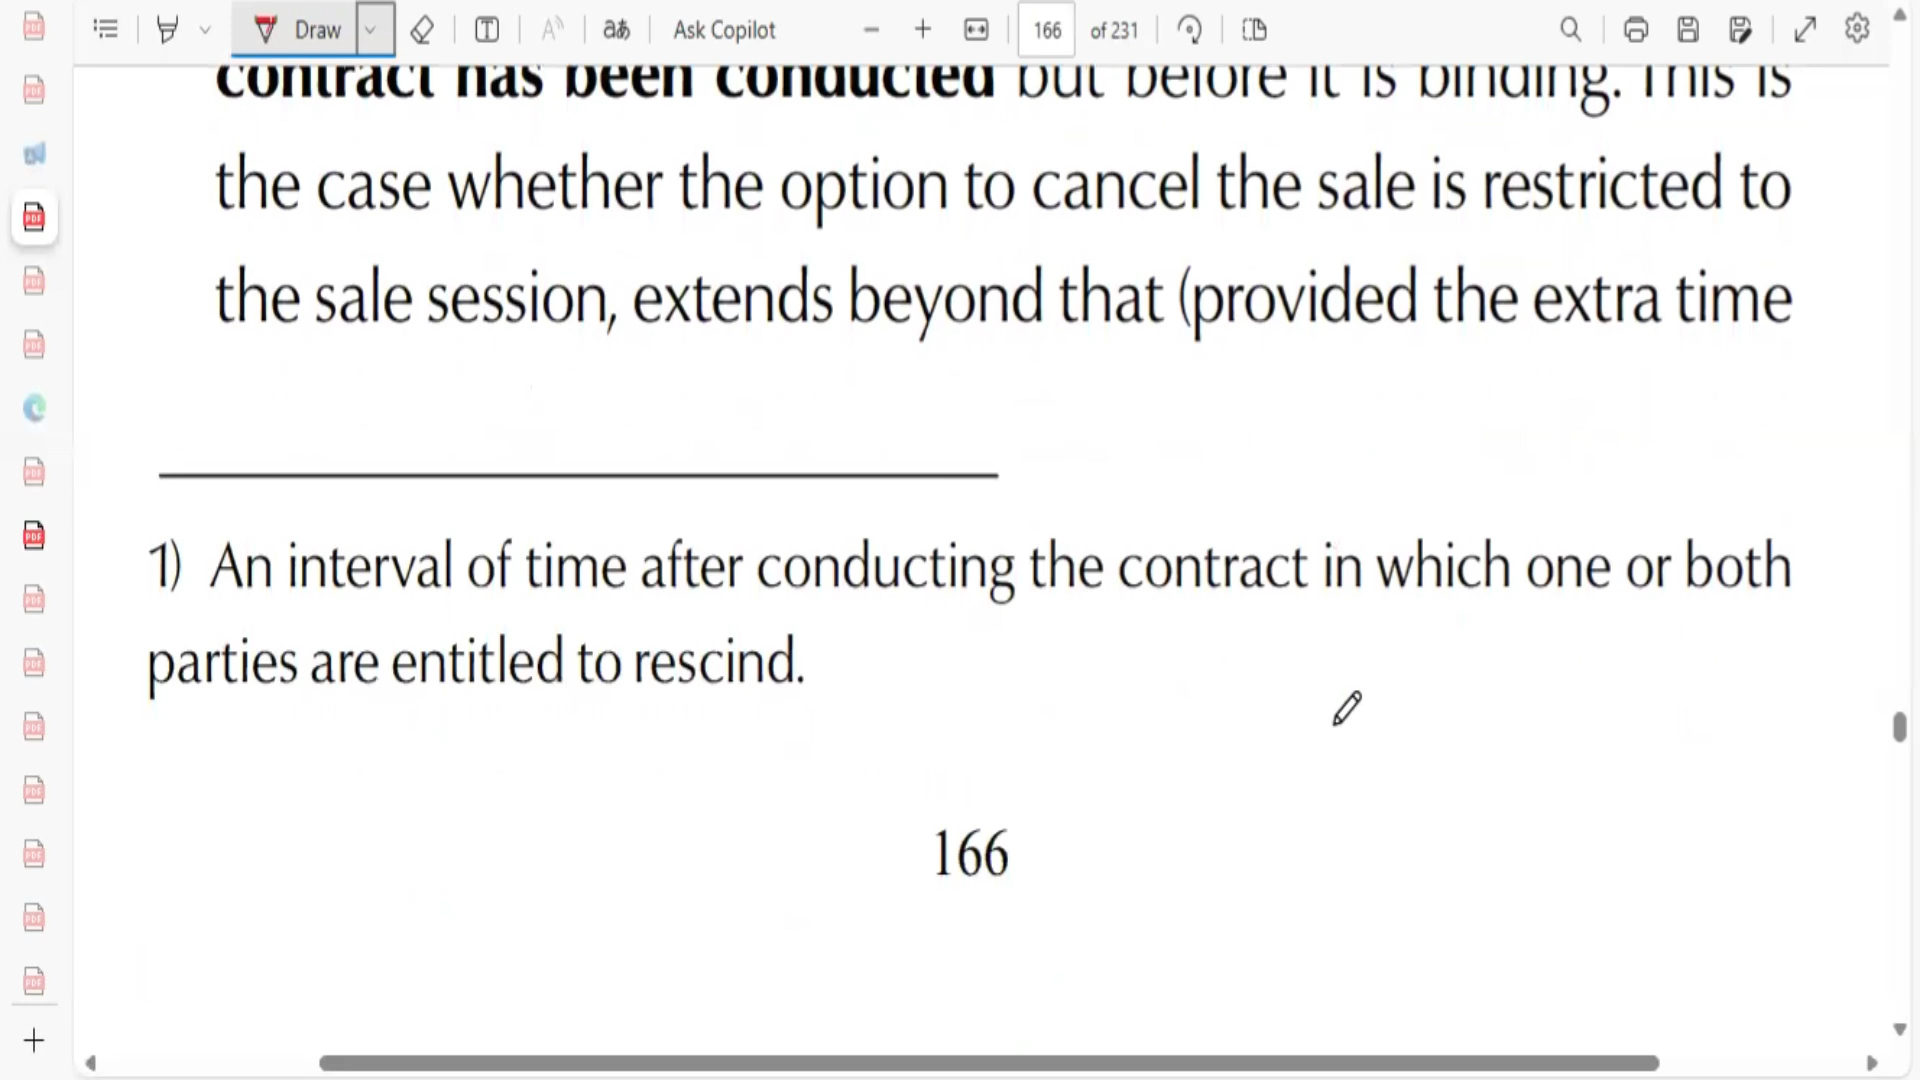 Draw
Ask Copilot
166 of 231
contract has been conducted but before it is binding. This is
the case whether the option to cancel the sale is restricted to
the sale session, extends beyond that (provided the extra time
1) An interval of time after conducting the contract in which one or both
parties are entitled to rescind.
166